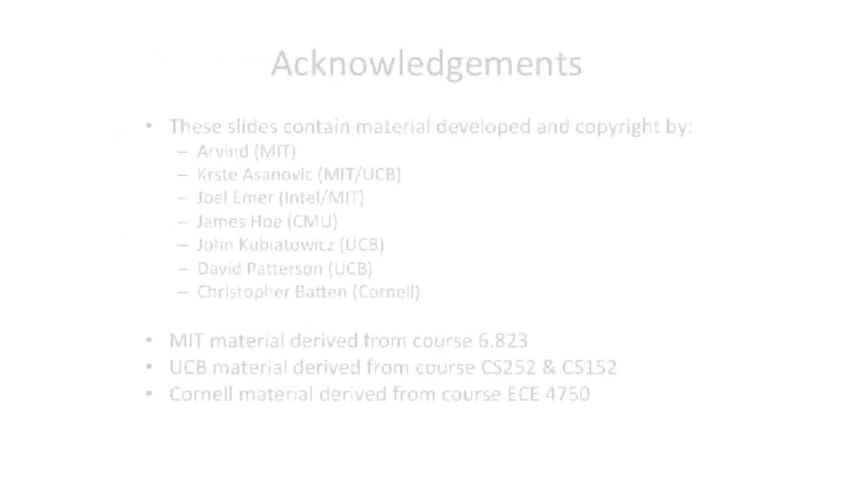 Acknowledgements
• These slides contain material developed and copyright by:
– Arvind (MIT)
– Krste Asanovic (MIT/UCB)
– Joel Emer (Intel/MIT)
– James Hoe (CMU)
– John Kubiatowicz (UCB)
– David Patterson (UCB)
– Christopher Batten (Cornell)
• MIT material derived from course 6.823
• UCB material derived from course CS252 & CS152
• Cornell material derived from course ECE 4750